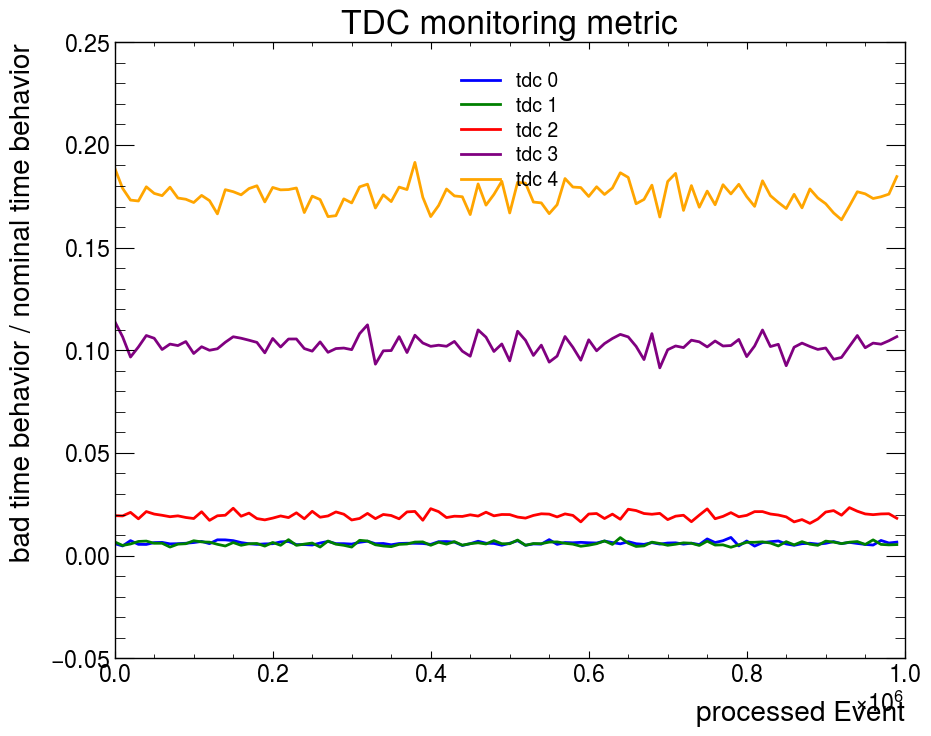 TDC monitoring metric
bad time behavior / nominal time behavior
0.25
0.20
0.15
0.10
0.05
0.00
−0.05
tdc 0
tdc 1
tdc 2
tdc 3
tdc 4
0.0 0.2 0.4 0.6 0.8 1.0
×10⁶
processed Event